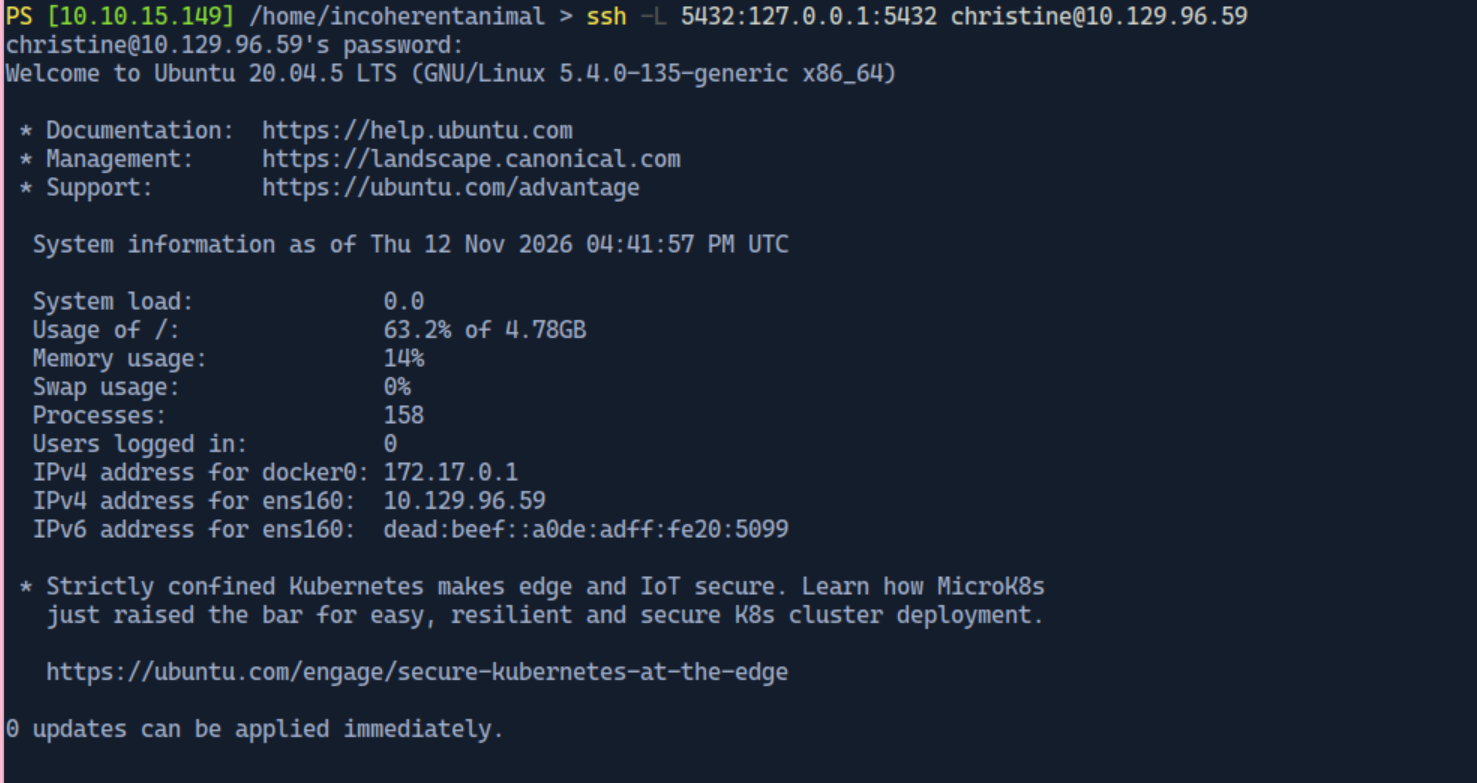 PS [10.10.15.149] /home/incoherentanimal > ssh -L 5432:127.0.0.1:5432 christine@10.129.96.59
christine@10.129.96.59's password:
Welcome to Ubuntu 20.04.5 LTS (GNU/Linux 5.4.0-135-generic x86_64)
* Documentation:  https://help.ubuntu.com
* Management:     https://landscape.canonical.com
* Support:        https://ubuntu.com/advantage
System information as of Thu 12 Nov 2026 04:41:57 PM UTC
System load:              0.0
Usage of /:               63.2% of 4.78GB
Memory usage:             14%
Swap usage:               0%
Processes:                158
Users logged in:          0
IPv4 address for docker0: 172.17.0.1
IPv4 address for ens160:  10.129.96.59
IPv6 address for ens160:  dead:beef::a0de:adff:fe20:5099
* Strictly confined Kubernetes makes edge and IoT secure. Learn how MicroK8s
just raised the bar for easy, resilient and secure K8s cluster deployment.
https://ubuntu.com/engage/secure-kubernetes-at-the-edge
0 updates can be applied immediately.